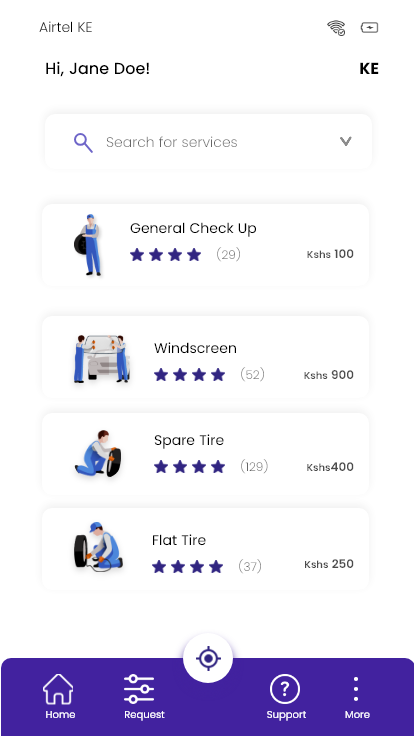 Airtel KE
Hi, Jane Doe! KE
Search for services
General Check Up
(29) Kshs 100
Windscreen
(52) Kshs 900
Spare Tire
(129) Kshs400
Flat Tire
(37) Kshs 250
Home Request Support More